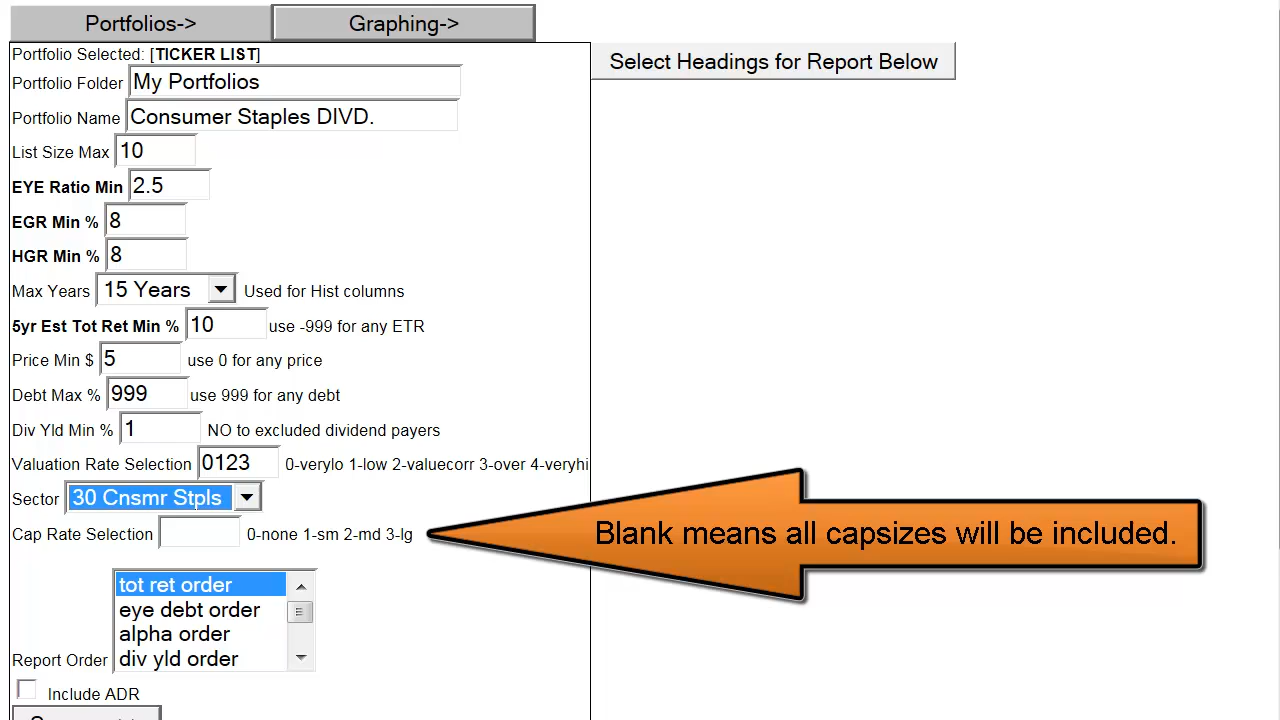 Portfolios-> Graphing->
Portfolio Selected: [TICKER LIST]
Select Headings for Report Below
Portfolio Folder My Portfolios
Portfolio Name Consumer Staples DIVD.
List Size Max 10
EYE Ratio Min 2.5
EGR Min % 8
HGR Min % 8
Max Years 15 Years Used for Hist columns
5yr Est Tot Ret Min % 10 use -999 for any ETR
Price Min $ 5 use 0 for any price
Debt Max % 999 use 999 for any debt
Div Yld Min % 1 NO to excluded dividend payers
Valuation Rate Selection 0123 0-verylo 1-low 2-valuecorr 3-over 4-veryhi
Sector 30 Cnsmr Stpls
Cap Rate Selection 0-none 1-sm 2-md 3-lg
Blank means all capsizes will be included.
tot ret order
eye debt order
alpha order
div yld order
Report Order
Include ADR